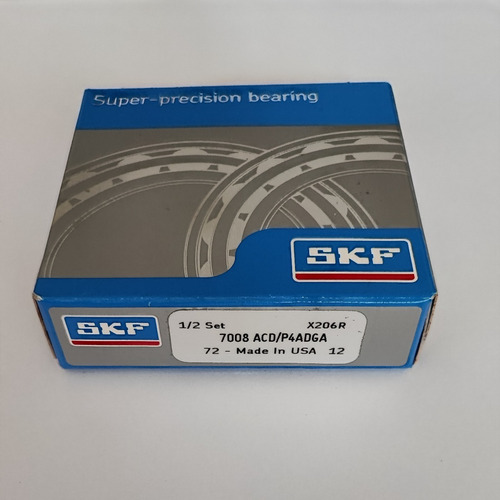 Super-precision bearing
SKF
SKF
1/2 Set X206R
7008 ACD/P4ADGA
72 - Made In USA 12